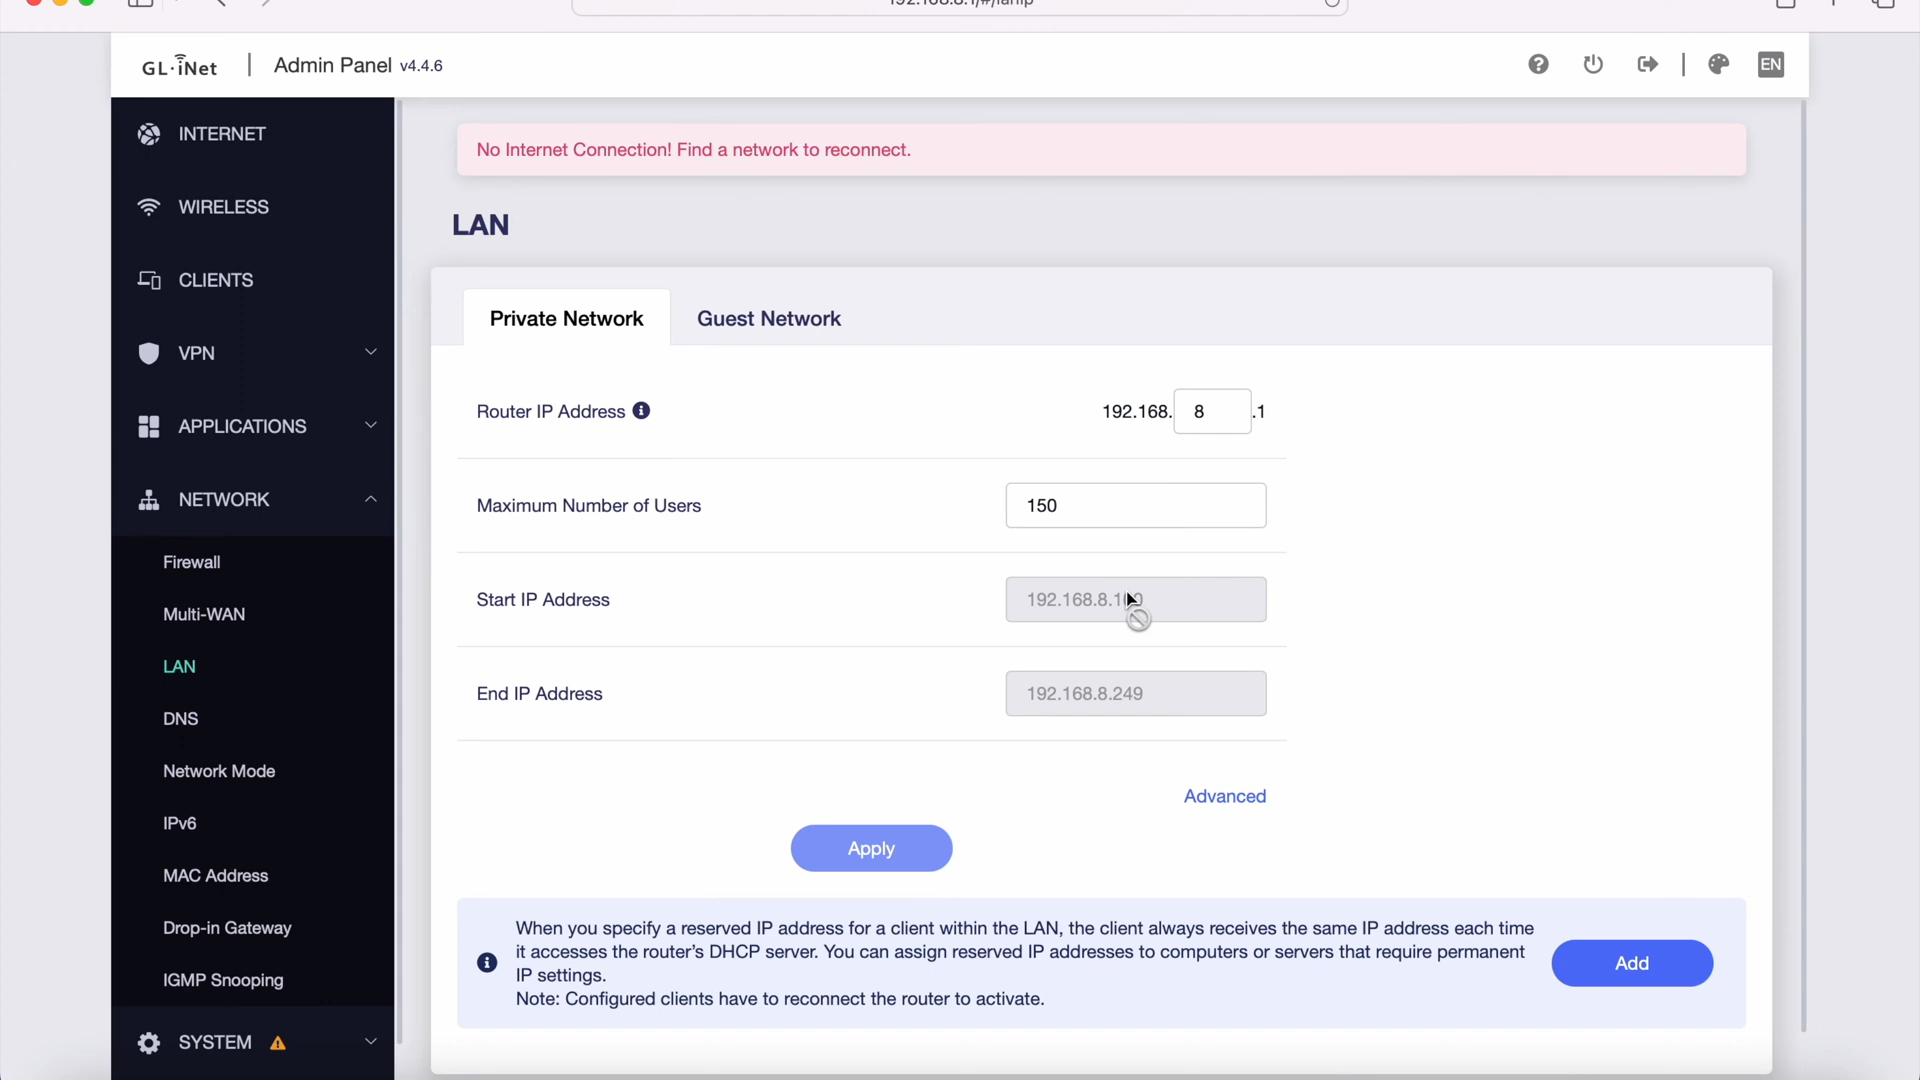 GL·iNet
Admin Panel v4.4.6
EN
INTERNET
WIRELESS
CLIENTS
VPN
APPLICATIONS
NETWORK
Firewall
Multi-WAN
LAN
DNS
Network Mode
IPv6
MAC Address
Drop-in Gateway
IGMP Snooping
SYSTEM
No Internet Connection! Find a network to reconnect.
LAN
Private Network
Guest Network
Router IP Address
192.168. 8 .1
Maximum Number of Users
150
Start IP Address
192.168.8.100
End IP Address
192.168.8.249
Advanced
Apply
When you specify a reserved IP address for a client within the LAN, the client always receives the same IP address each time
it accesses the router's DHCP server. You can assign reserved IP addresses to computers or servers that require permanent
IP settings.
Note: Configured clients have to reconnect the router to activate.
Add